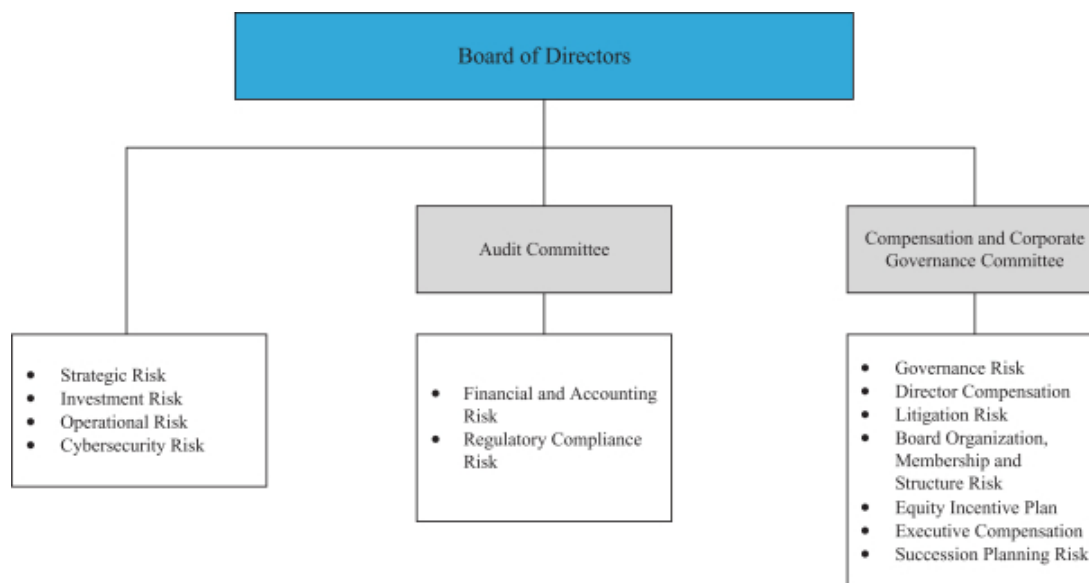 Board of Directors
Audit Committee
Compensation and Corporate
Governance Committee
• Strategic Risk
• Investment Risk
• Operational Risk
• Cybersecurity Risk
• Financial and Accounting
Risk
• Regulatory Compliance
Risk
• Governance Risk
• Director Compensation
• Litigation Risk
• Board Organization,
Membership and
Structure Risk
• Equity Incentive Plan
• Executive Compensation
• Succession Planning Risk